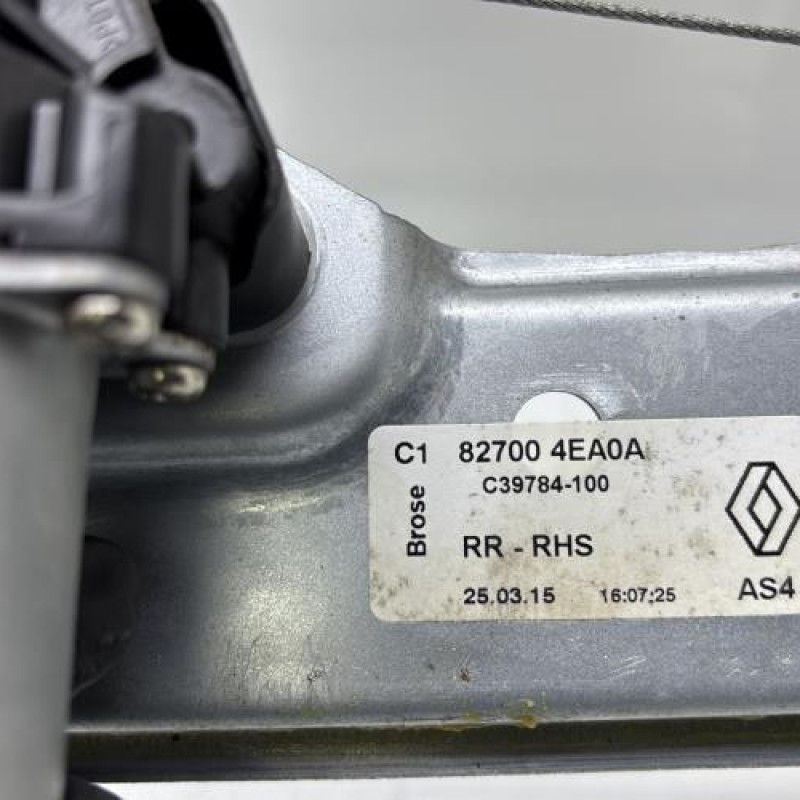 C1 82700 4EA0A
C39784-100
Brose
RR - RHS
25.03.15 16:07:25
AS4